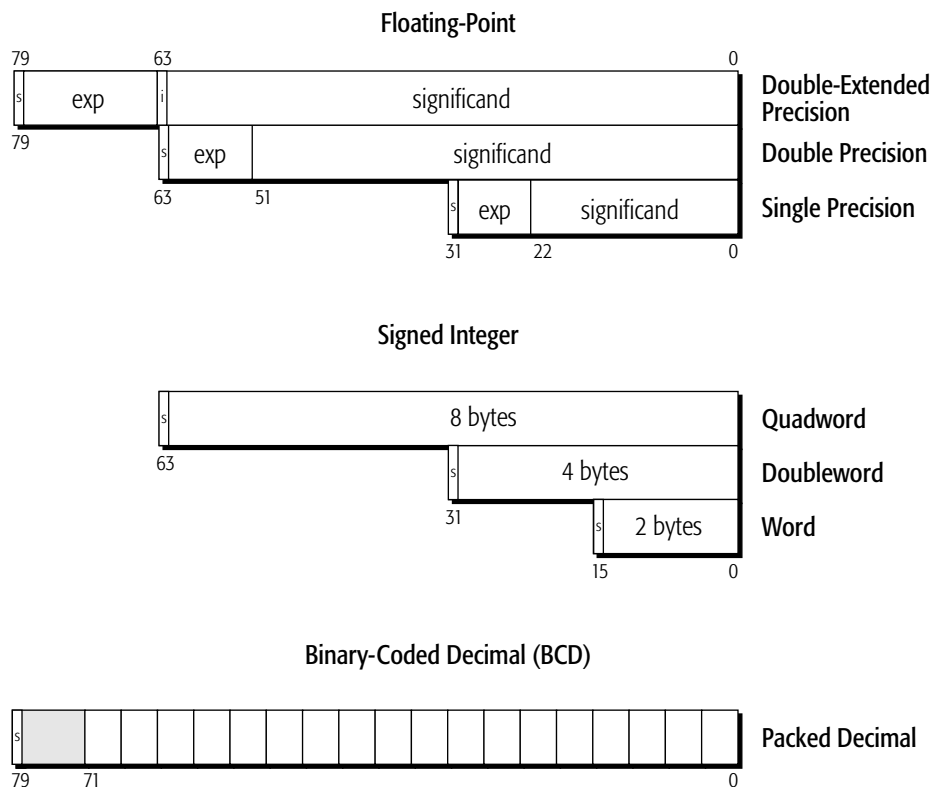 Floating-Point
79 63 0
s exp i significand Double-Extended
Precision
79
s exp significand Double Precision
63 51
s exp significand Single Precision
31 22 0
Signed Integer
s 8 bytes Quadword
63
s 4 bytes Doubleword
31
s 2 bytes Word
15 0
Binary-Coded Decimal (BCD)
s Packed Decimal
79 71 0